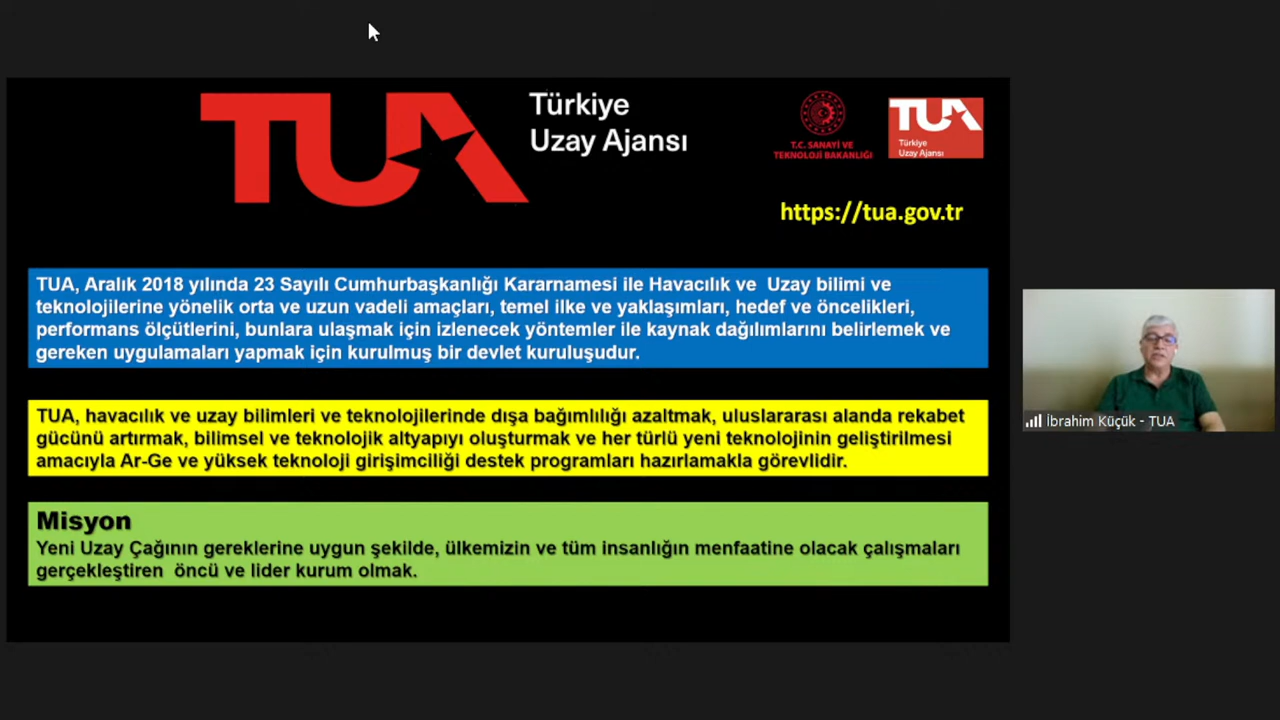 TUA
Türkiye
Uzay Ajansı
T.C. SANAYİ VE
TEKNOLOJİ BAKANLIĞI
TUA
Türkiye
Uzay Ajansı
https://tua.gov.tr
TUA, Aralık 2018 yılında 23 Sayılı Cumhurbaşkanlığı Kararnamesi ile Havacılık ve Uzay bilimi ve
teknolojilerine yönelik orta ve uzun vadeli amaçları, temel ilke ve yaklaşımları, hedef ve öncelikleri,
performans ölçütlerini, bunlara ulaşmak için izlenecek yöntemler ile kaynak dağılımlarını belirlemek ve
gereken uygulamaları yapmak için kurulmuş bir devlet kuruluşudur.
TUA, havacılık ve uzay bilimleri ve teknolojilerinde dışa bağımlılığı azaltmak, uluslararası alanda rekabet
gücünü artırmak, bilimsel ve teknolojik altyapıyı oluşturmak ve her türlü yeni teknolojinin geliştirilmesi
amacıyla Ar-Ge ve yüksek teknoloji girişimciliği destek programları hazırlamakla görevlidir.
Misyon
Yeni Uzay Çağının gereklerine uygun şekilde, ülkemizin ve tüm insanlığın menfaatine olacak çalışmaları
gerçekleştiren öncü ve lider kurum olmak.
İbrahim Küçük - TUA